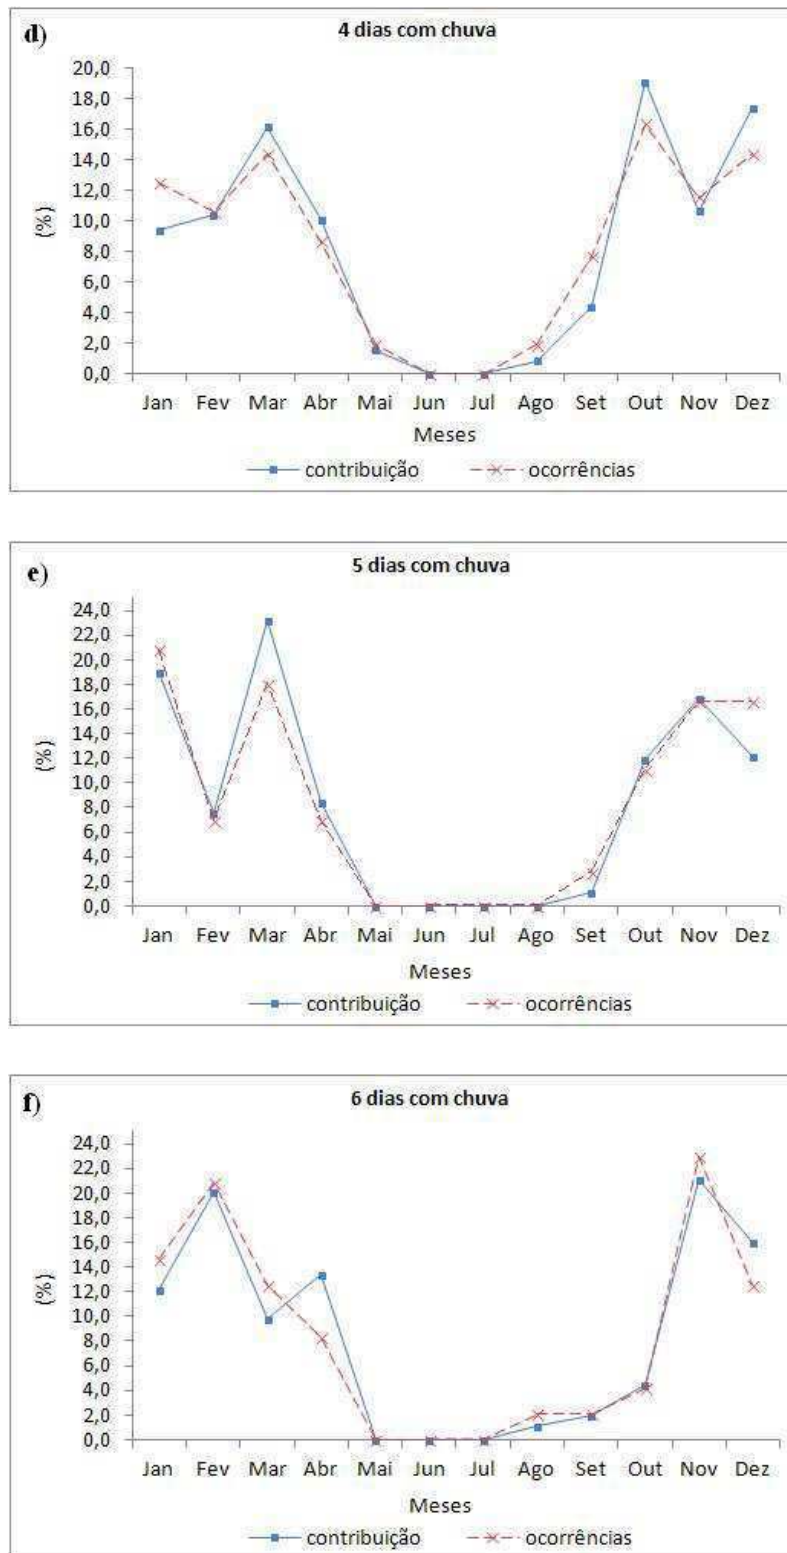 d)
4 dias com chuva
20,0
18,0
16,0
14,0
12,0
10,0
8,0
6,0
4,0
2,0
0,0
(%)
Jan Fev Mar Abr Mai Jun Jul Ago Set Out Nov Dez
Meses
contribuição ocorrências
e)
5 dias com chuva
24,0
22,0
20,0
18,0
16,0
14,0
12,0
10,0
8,0
6,0
4,0
2,0
0,0
(%)
Jan Fev Mar Abr Mai Jun Jul Ago Set Out Nov Dez
Meses
contribuição ocorrências
f)
6 dias com chuva
24,0
22,0
20,0
18,0
16,0
14,0
12,0
10,0
8,0
6,0
4,0
2,0
0,0
(%)
Jan Fev Mar Abr Mai Jun Jul Ago Set Out Nov Dez
Meses
contribuição ocorrências